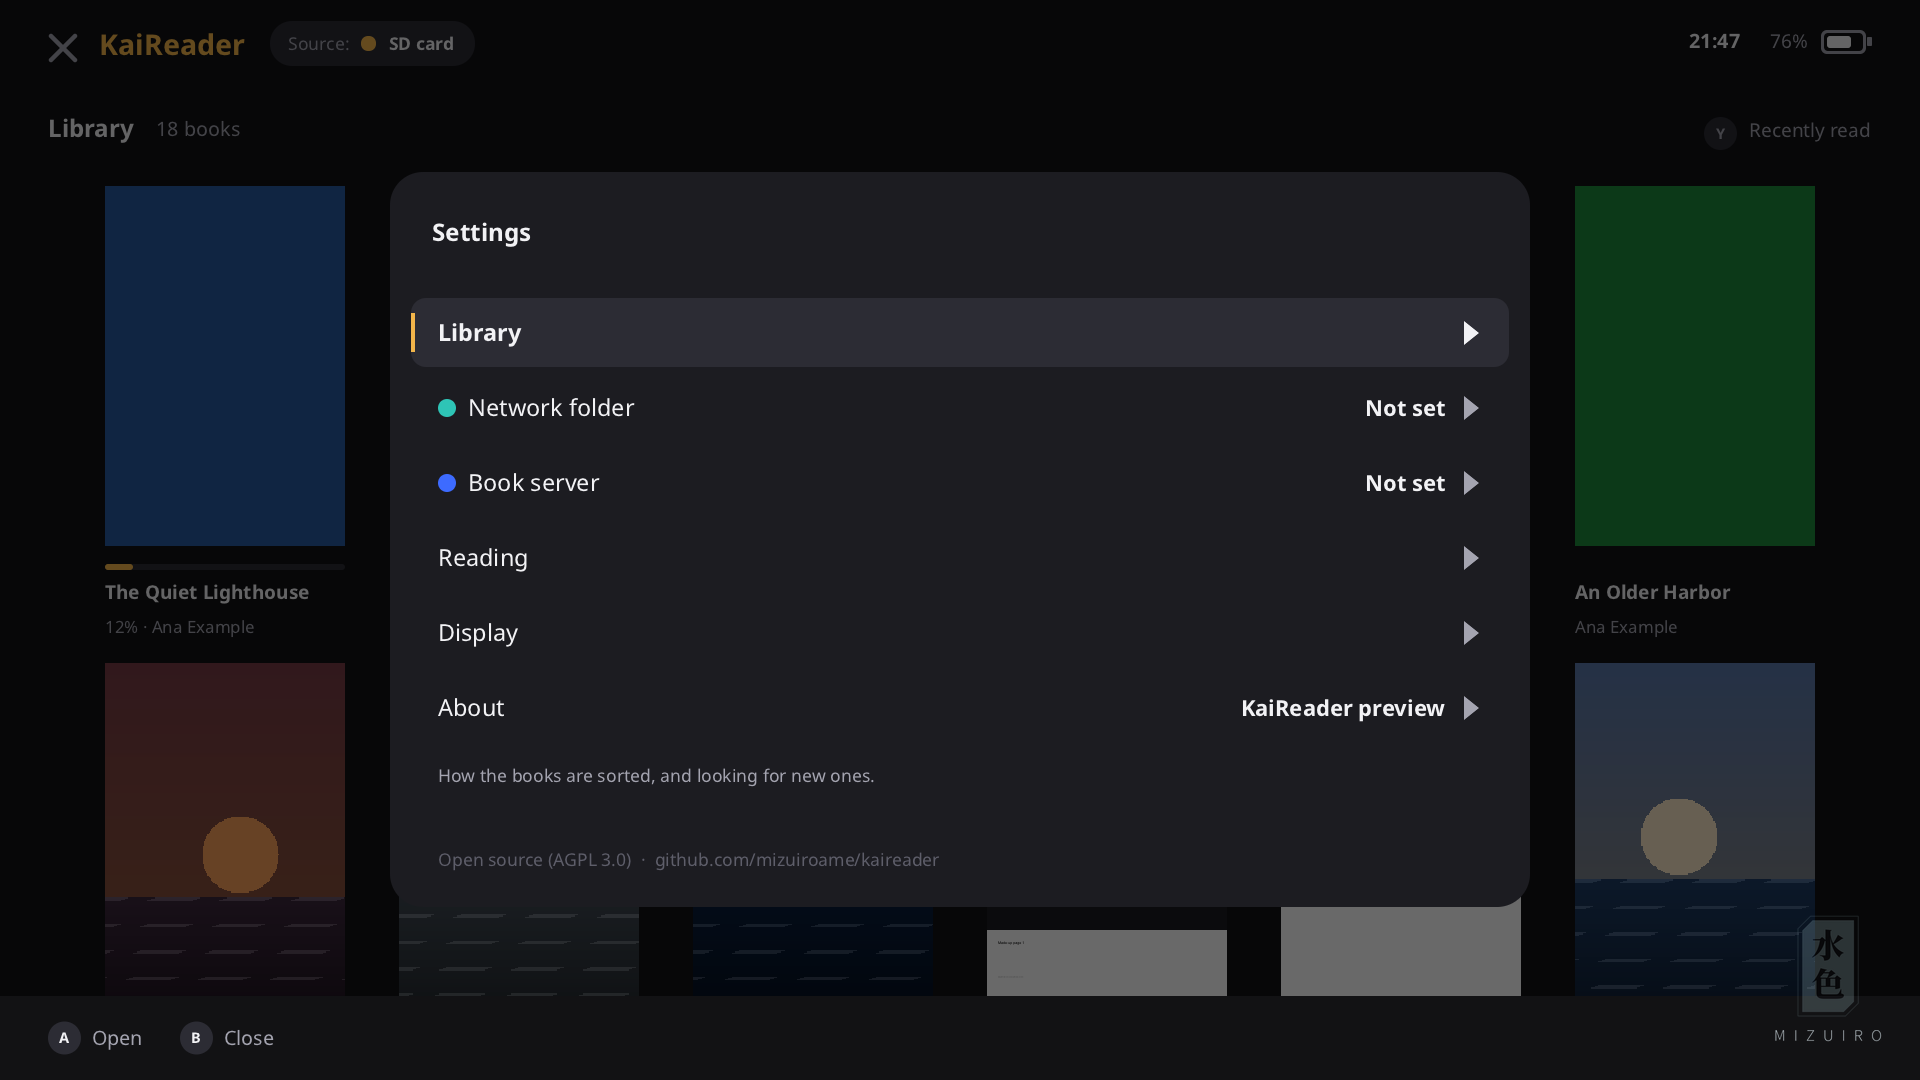 KaiReader
Source: SD card
21:47
76%
Library 18 books
Y Recently read
Settings
Library
Network folder Not set
Book server Not set
Reading
Display
About KaiReader preview
How the books are sorted, and looking for new ones.
Open source (AGPL 3.0) · github.com/mizuiroame/kaireader
The Quiet Lighthouse
12% · Ana Example
An Older Harbor
Ana Example
水色
MIZUIRO
A Open
B Close